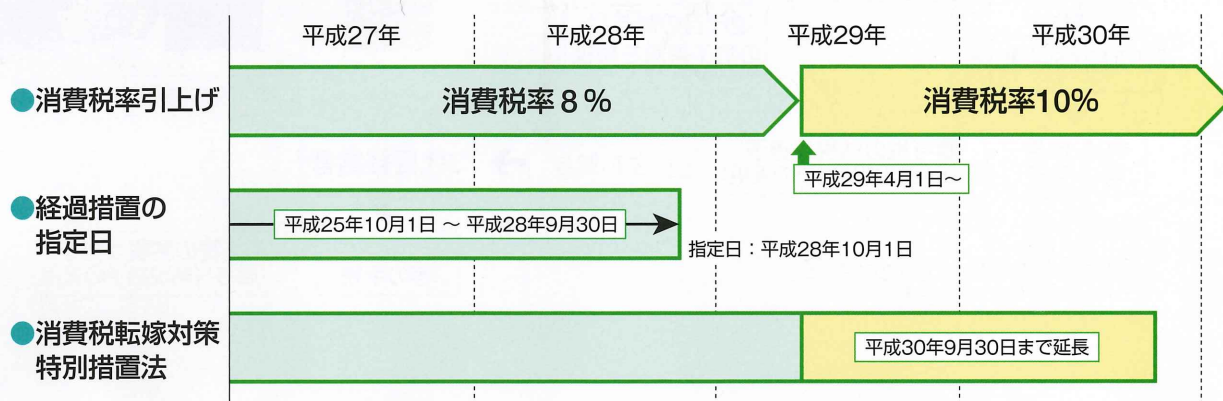 平成27年 平成28年 平成29年 平成30年
●消費税率引上げ 消費税率8% 消費税率10%
平成29年4月1日~
●経過措置の
指定日
平成25年10月1日 ~ 平成28年9月30日
指定日:平成28年10月1日
●消費税転嫁対策
特別措置法
平成30年9月30日まで延長